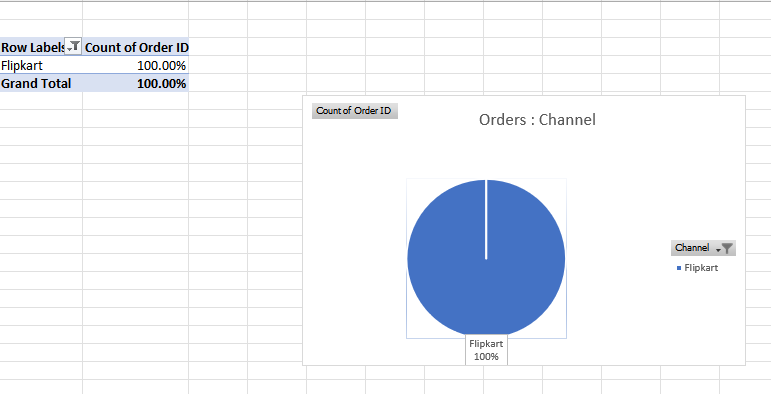 Row Labels Count of Order ID
Flipkart 100.00%
Grand Total 100.00%
Count of Order ID
Orders : Channel
Channel
Flipkart
Flipkart
100%